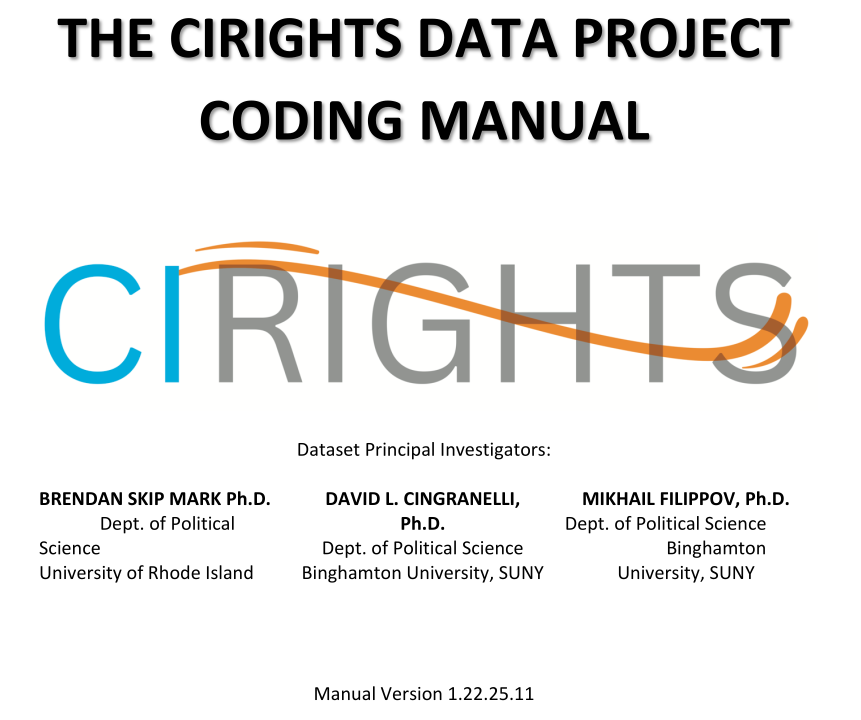 THE CIRIGHTS DATA PROJECT
CODING MANUAL
CIRIGHTS
Dataset Principal Investigators:
BRENDAN SKIP MARK Ph.D.
Dept. of Political
Science
University of Rhode Island
DAVID L. CINGRANELLI,
Ph.D.
Dept. of Political Science
Binghamton University, SUNY
MIKHAIL FILIPPOV, Ph.D.
Dept. of Political Science
Binghamton
University, SUNY
Manual Version 1.22.25.11